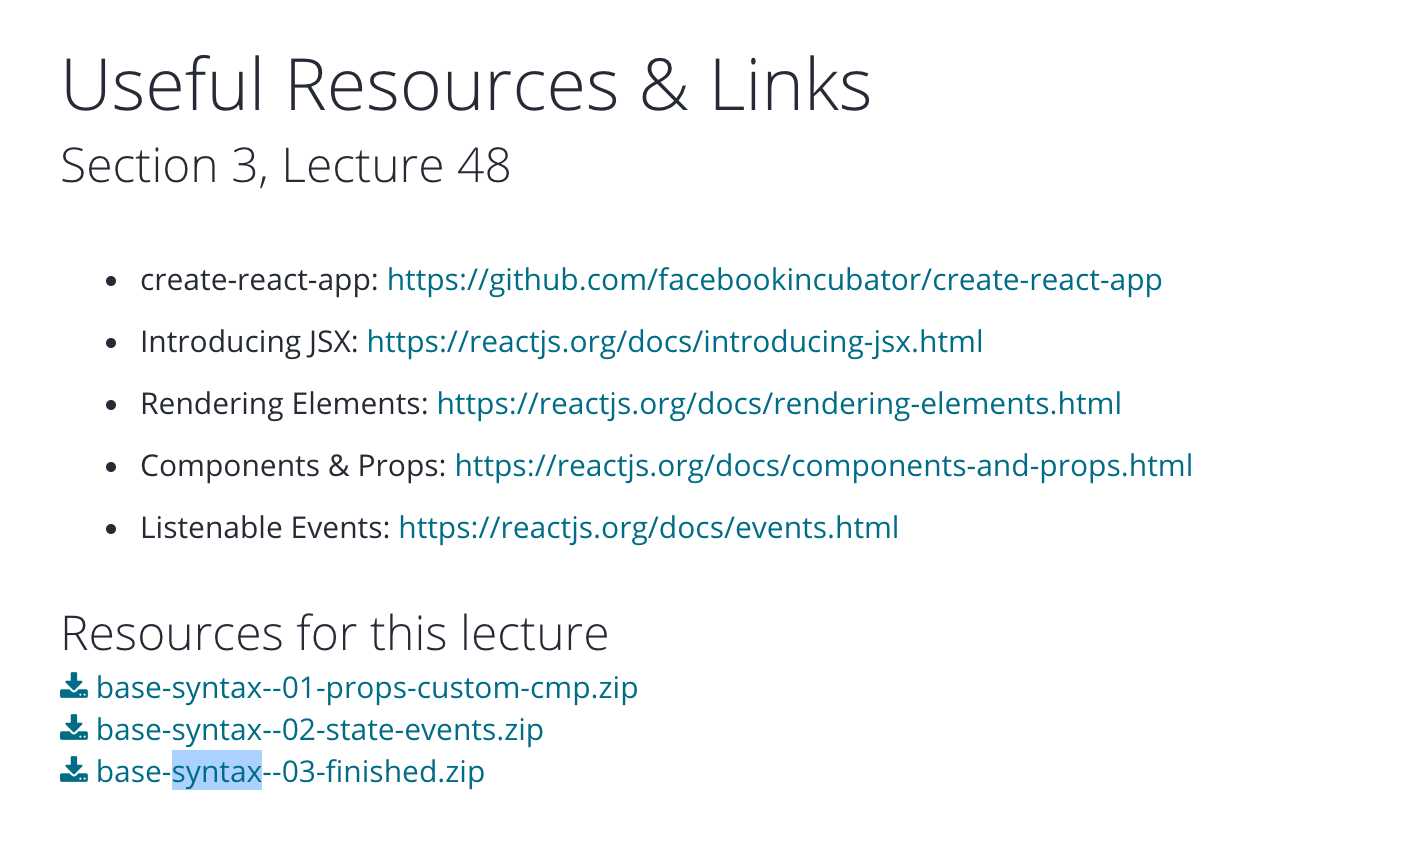 Useful Resources & Links
Section 3, Lecture 48
• create-react-app: https://github.com/facebookincubator/create-react-app
• Introducing JSX: https://reactjs.org/docs/introducing-jsx.html
• Rendering Elements: https://reactjs.org/docs/rendering-elements.html
• Components & Props: https://reactjs.org/docs/components-and-props.html
• Listenable Events: https://reactjs.org/docs/events.html
Resources for this lecture
base-syntax--01-props-custom-cmp.zip
base-syntax--02-state-events.zip
base-syntax--03-finished.zip